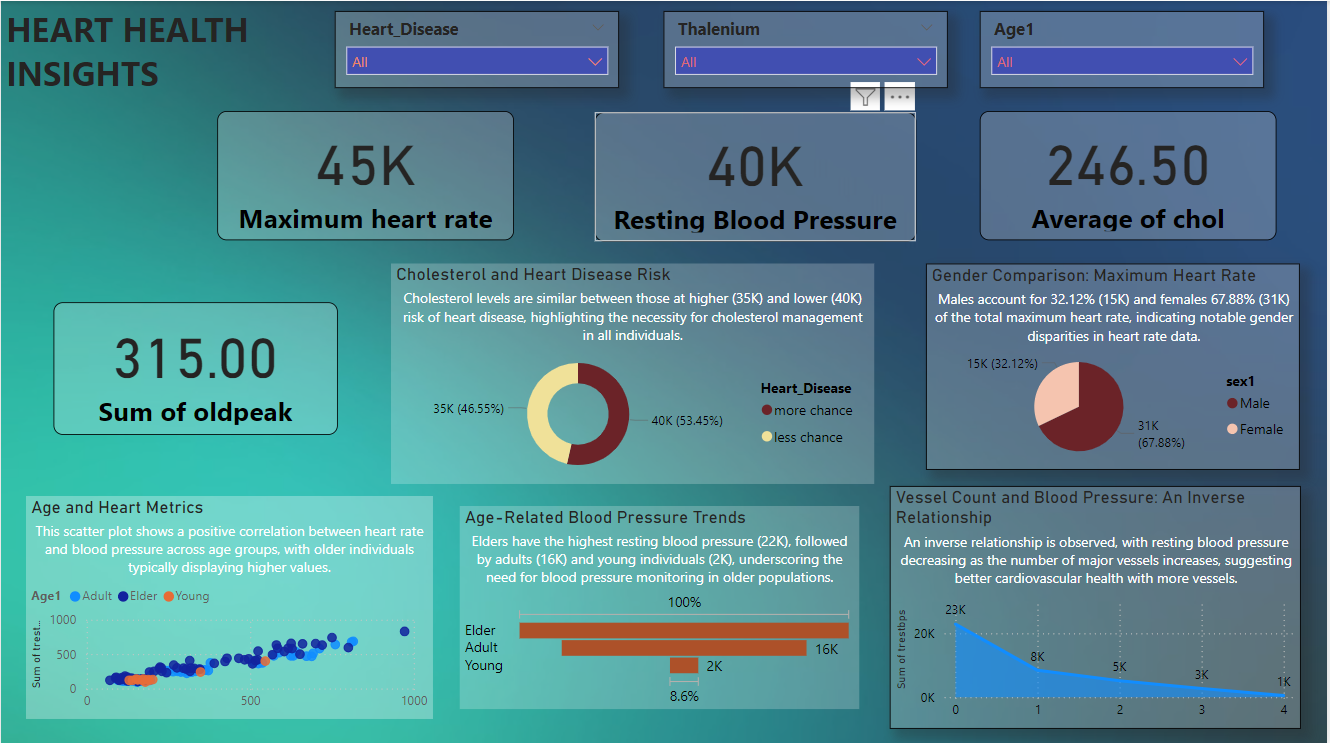 HEART HEALTH
INSIGHTS
Heart_Disease
All
Thalenium
All
Age1
All
45K
Maximum heart rate
40K
Resting Blood Pressure
246.50
Average of chol
315.00
Sum of oldpeak
Cholesterol and Heart Disease Risk
Cholesterol levels are similar between those at higher (35K) and lower (40K)
risk of heart disease, highlighting the necessity for cholesterol management
in all individuals.
35K (46.55%)
40K (53.45%)
Heart_Disease
more chance
less chance
Gender Comparison: Maximum Heart Rate
Males account for 32.12% (15K) and females 67.88% (31K)
of the total maximum heart rate, indicating notable gender
disparities in heart rate data.
15K (32.12%)
31K
(67.88%)
sex1
Male
Female
Age and Heart Metrics
This scatter plot shows a positive correlation between heart rate
and blood pressure across age groups, with older individuals
typically displaying higher values.
Age1 Adult Elder Young
Sum of trest...
1000
500
0
0 500 1000
Age-Related Blood Pressure Trends
Elders have the highest resting blood pressure (22K), followed
by adults (16K) and young individuals (2K), underscoring the
need for blood pressure monitoring in older populations.
100%
Elder
Adult 16K
Young 2K
8.6%
Vessel Count and Blood Pressure: An Inverse
Relationship
An inverse relationship is observed, with resting blood pressure
decreasing as the number of major vessels increases, suggesting
better cardiovascular health with more vessels.
Sum of trestbps
20K
0K
23K
8K
5K
3K
1K
0 1 2 3 4